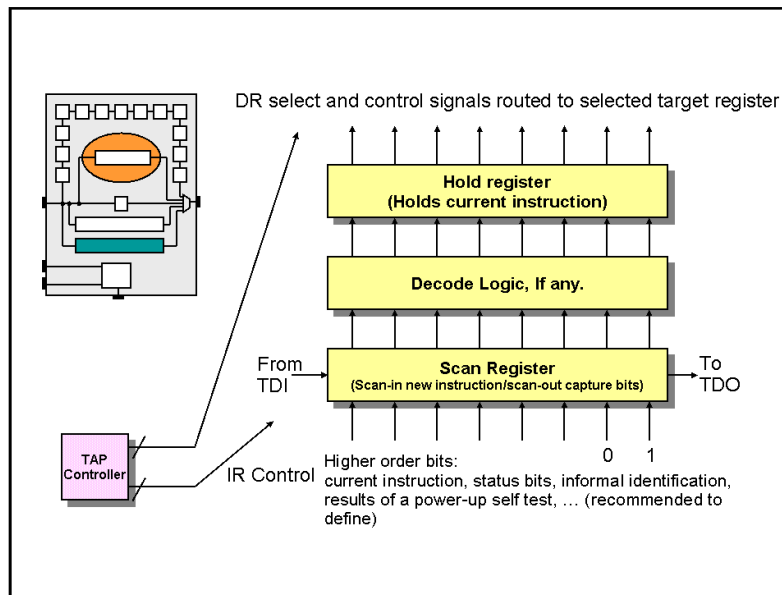 DR select and control signals routed to selected target register
Hold register
(Holds current instruction)
Decode Logic, If any.
From
TDI
Scan Register
(Scan-in new instruction/scan-out capture bits)
To
TDO
TAP
Controller
IR Control
0 1
Higher order bits:
current instruction, status bits, informal identification,
results of a power-up self test, … (recommended to
define)